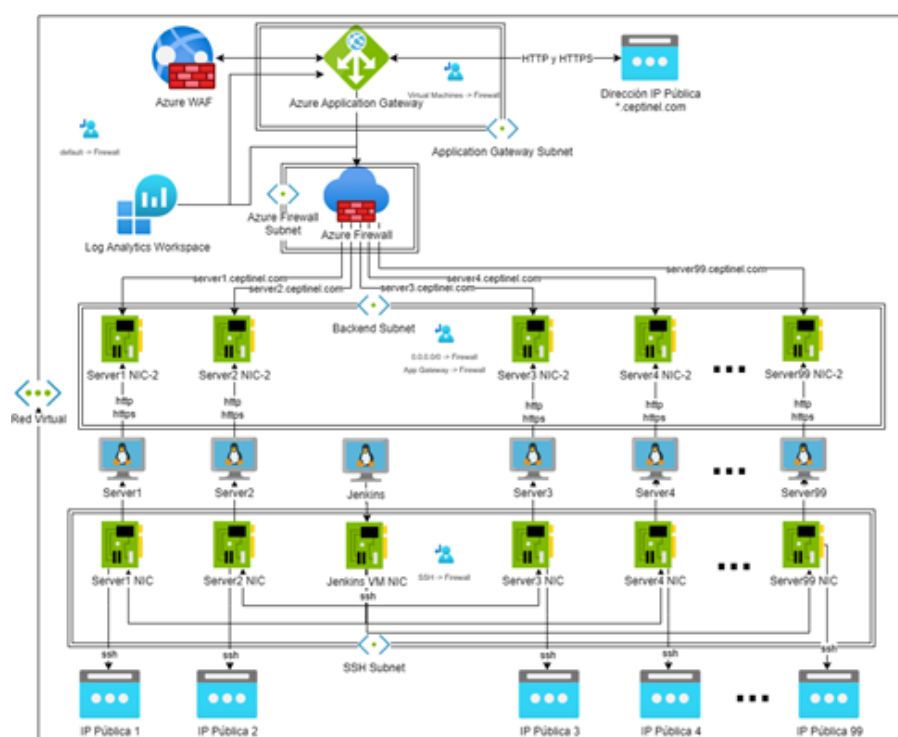 HTTP y HTTPS
Azure WAF
Azure Application Gateway
Virtual Machines -> Firewall
Dirección IP Pública
*.ceptinel.com
default -> Firewall
Application Gateway Subnet
Azure Firewall
Subnet
Azure Firewall
Log Analytics Workspace
server1.ceptinel.com
server2.ceptinel.com
server3.ceptinel.com
server4.ceptinel.com
server99.ceptinel.com
Backend Subnet
0.0.0.0/0 -> Firewall
App Gateway -> Firewall
Server1 NIC-2
Server2 NIC-2
Server3 NIC-2
Server4 NIC-2
Server99 NIC-2
http
https
http
https
http
https
http
https
http
https
Red Virtual
Server1
Server2
Jenkins
Server3
Server4
Server99
Server1 NIC
Server2 NIC
Jenkins VM NIC
SSH -> Firewall
Server3 NIC
Server4 NIC
Server99 NIC
ssh
SSH Subnet
ssh
ssh
ssh
ssh
ssh
IP Pública 1
IP Pública 2
IP Pública 3
IP Pública 4
IP Pública 99